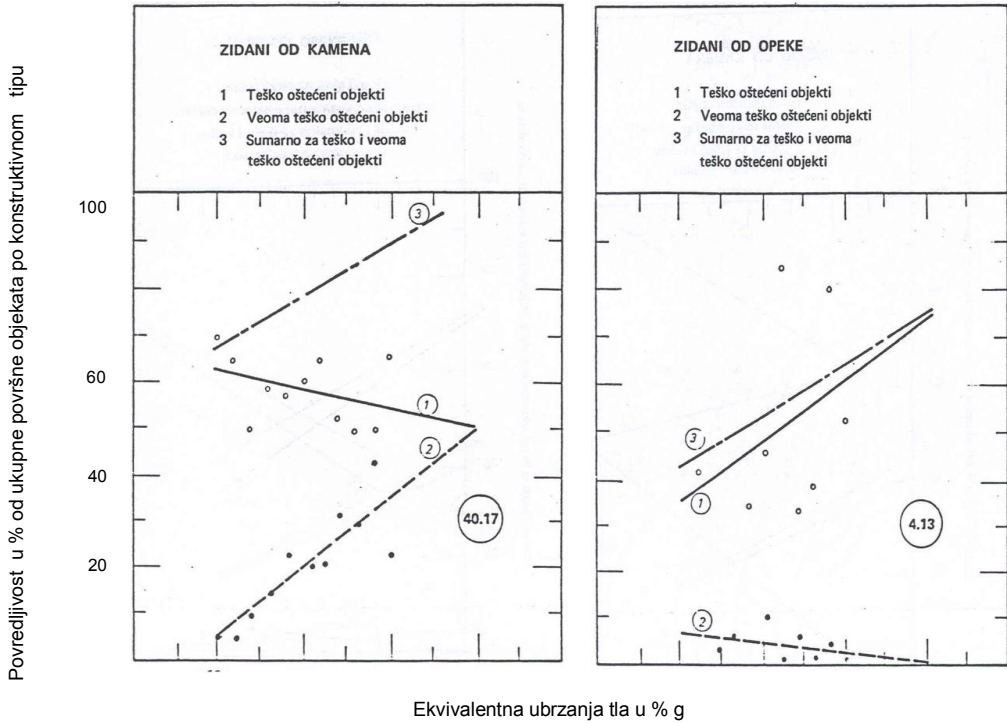 Povredljivost u % od ukupne površne objekata po konstruktivnom tipu
ZIDANI OD KAMENA
1 Teško oštećeni objekti
2 Veoma teško oštećeni objekti
3 Sumarno za teško i veoma
teško oštećeni objekti
100
60
40
20
3
1
2
40.17
ZIDANI OD OPEKE
1 Teško oštećeni objekti
2 Veoma teško oštećeni objekti
3 Sumarno za teško i veoma
teško oštećeni objekti
3
1
4.13
2
Ekvivalentna ubrzanja tla u % g